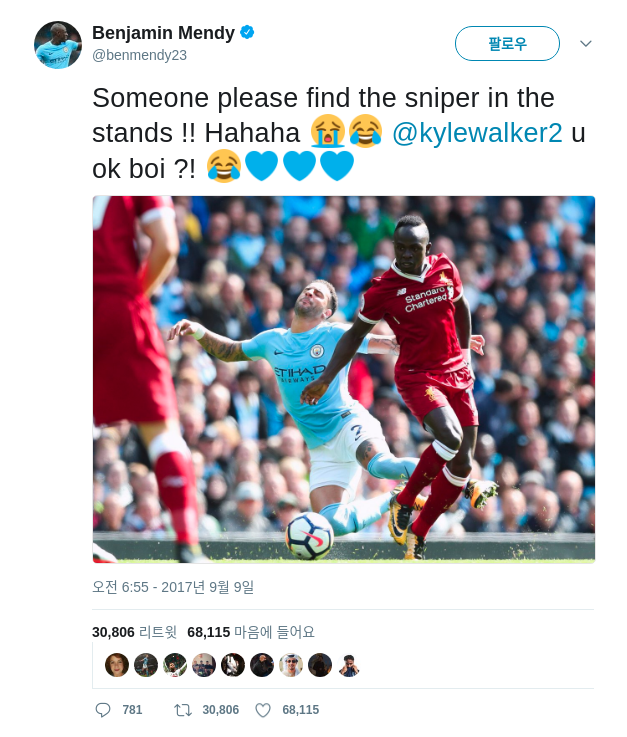 Benjamin Mendy
@benmendy23
팔로우
Someone please find the sniper in the
stands !! Hahaha 😭😂 @kylewalker2 u
ok boi ?! 😂💙💙💙
Standard
Chartered
ETIHAD
AIRWAYS
2
오전 6:55 - 2017년 9월 9일
30,806 리트윗 68,115 마음에 들어요
781 30,806 68,115